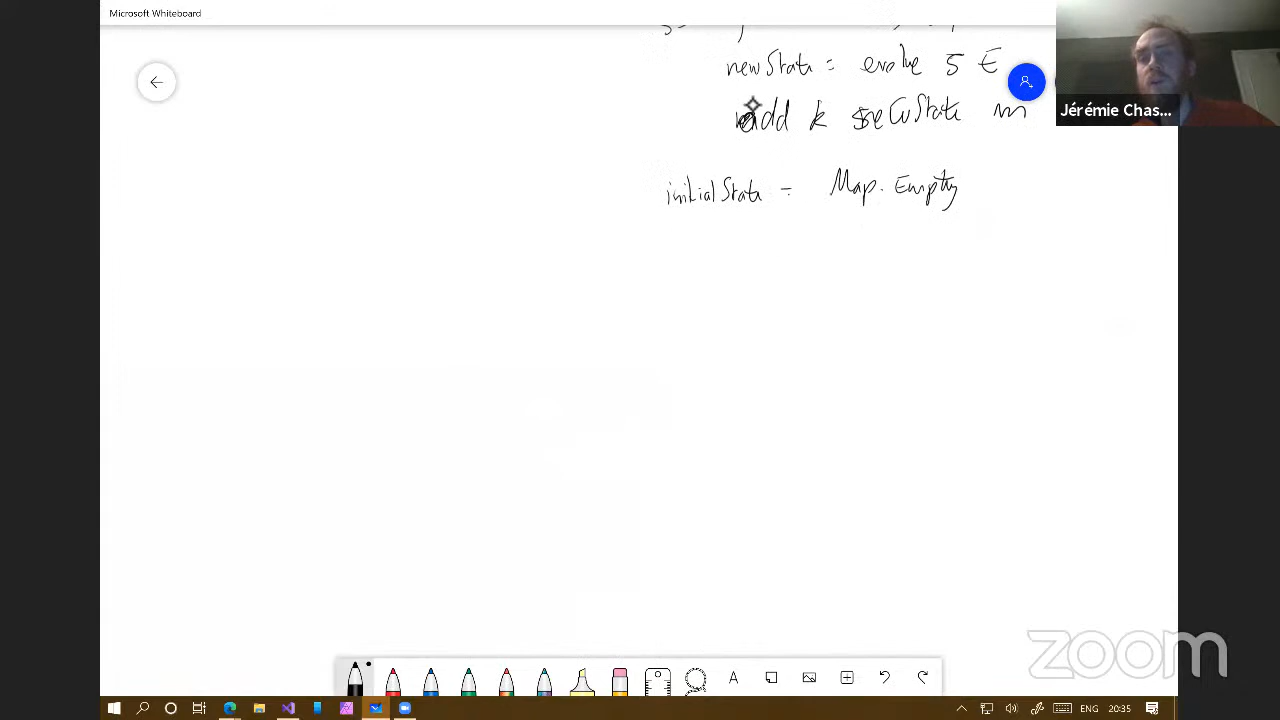 Microsoft Whiteboard
newState = evolve S E
add k newState m
Jérémie Chas...
initialState = Map.Empty
zoom
A
ENG 20:35